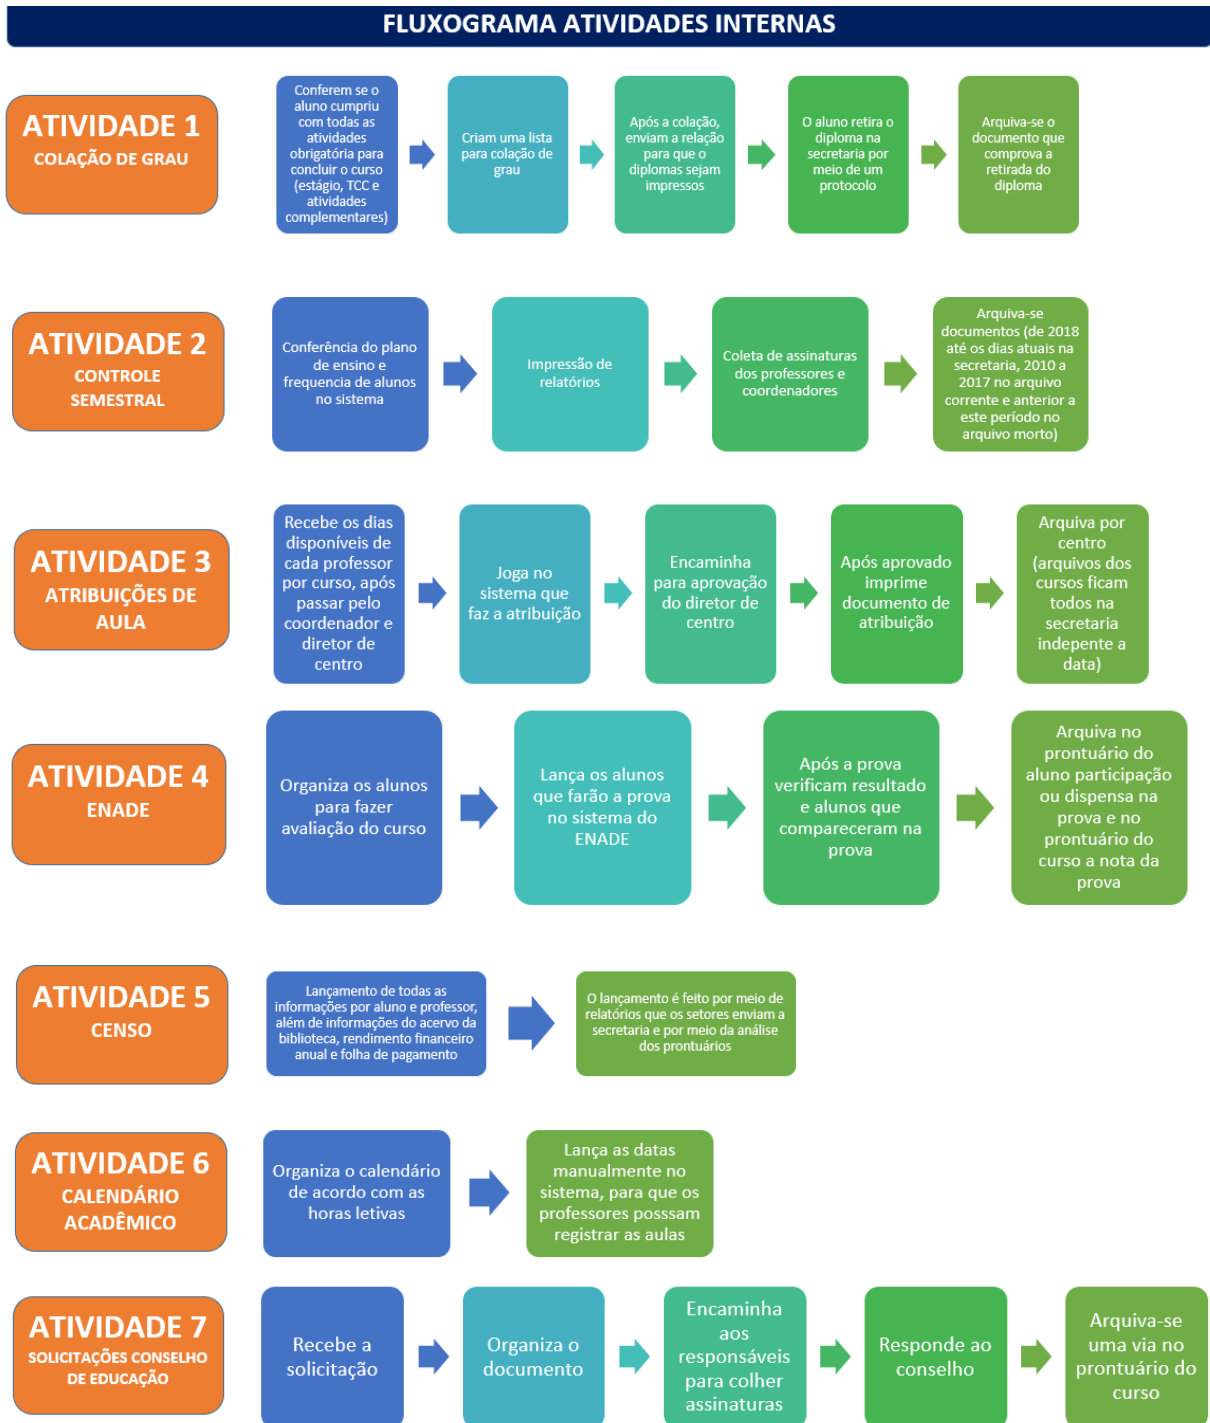 FLUXOGRAMA ATIVIDADES INTERNAS
ATIVIDADE 1
COLAÇÃO DE GRAU
Conferem se o
aluno cumpriu
com todas as
atividades
obrigatória para
concluir o curso
(estágio, TCC e
atividades
complementares)
Criam uma lista
para colação de
grau
Após a colação,
enviam a relação
para que o
diplomas sejam
impressos
O aluno retira o
diploma na
secretaria por
meio de um
protocolo
Arquiva-se o
documento que
comprova a
retirada do
diploma
ATIVIDADE 2
CONTROLE
SEMESTRAL
Conferência do plano
de ensino e
frequencia de alunos
no sistema
Impressão de
relatórios
Coleta de assinaturas
dos professores e
coordenadores
Arquiva-se
documentos (de 2018
até os dias atuais na
secretaria, 2010 a
2017 no arquivo
corrente e anterior a
este período no
arquivo morto)
ATIVIDADE 3
ATRIBUIÇÕES DE
AULA
Recebe os dias
disponíveis de
cada professor
por curso, após
passar pelo
coordenador e
diretor de
centro
Joga no
sistema que
faz a atribuição
Encaminha
para aprovação
do diretor de
centro
Após aprovado
imprime
documento de
atribuição
Arquiva por
centro
(arquivos dos
cursos ficam
todos na
secretaria
indepente a
data)
ATIVIDADE 4
ENADE
Organiza os alunos
para fazer
avaliação do curso
Lança os alunos
que farão a prova
no sistema do
ENADE
Após a prova
verificam resultado
e alunos que
compareceram na
prova
Arquiva no
prontuário do
aluno participação
ou dispensa na
prova e no
prontuário do
curso a nota da
prova
ATIVIDADE 5
CENSO
Lançamento de todas as
informações por aluno e professor,
além de informações do acervo da
biblioteca, rendimento financeiro
anual e folha de pagamento
O lançamento é feito por meio de
relatórios que os setores enviam a
secretaria e por meio da análise
dos prontuários
ATIVIDADE 6
CALENDÁRIO
ACADÊMICO
Organiza o calendário
de acordo com as
horas letivas
Lança as datas
manualmente no
sistema, para que os
professores posssam
registrar as aulas
ATIVIDADE 7
SOLICITAÇÕES CONSELHO
DE EDUCAÇÃO
Recebe a
solicitação
Organiza o
documento
Encaminha
aos
responsáveis
para colher
assinaturas
Responde ao
conselho
Arquiva-se
uma via no
prontuário do
curso